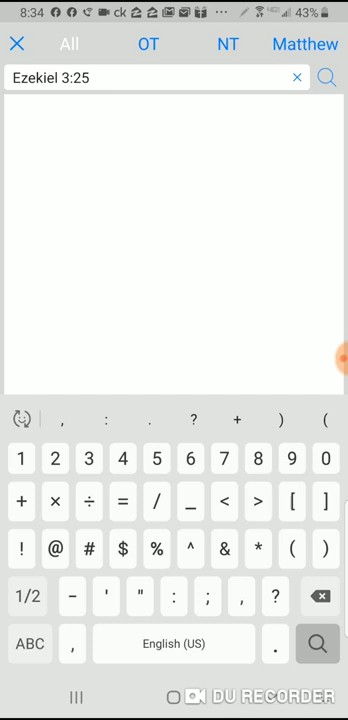 8:34 ck ... 43%
All OT NT Matthew
Ezekiel 3:25
, : . ? + ) (
1 2 3 4 5 6 7 8 9 0
+ × ÷ = / _ < > [ ]
! @ # $ % ^ & * ( )
1/2 - ' " : ; , ?
ABC , English (US) .
DU RECORDER